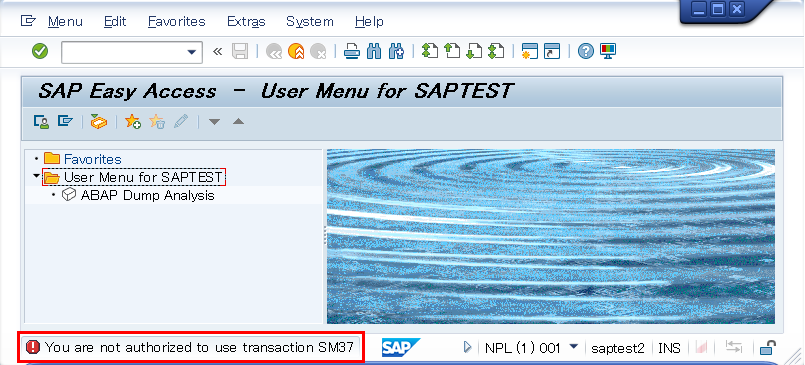 Menu Edit Favorites Extras System Help
SAP Easy Access - User Menu for SAPTEST
Favorites
User Menu for SAPTEST
ABAP Dump Analysis
You are not authorized to use transaction SM37 SAP NPL (1) 001 saptest2 INS